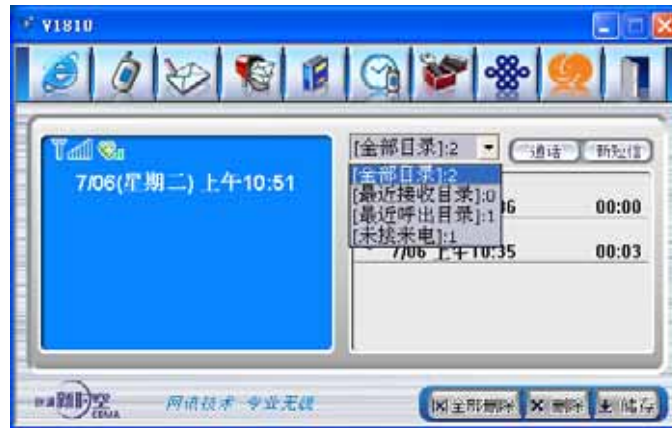 V1810
[全部目录]:2
通话
新短信
7/06(星期二) 上午10:51
[全部目录]:2
[最近接收目录]:0
[最近呼出目录]:1
[未接来电]:1
00:00
7/06 上午10:35
00:03
新时空
CDMA
网讯技术 专业无线
全部删除
删除
储存